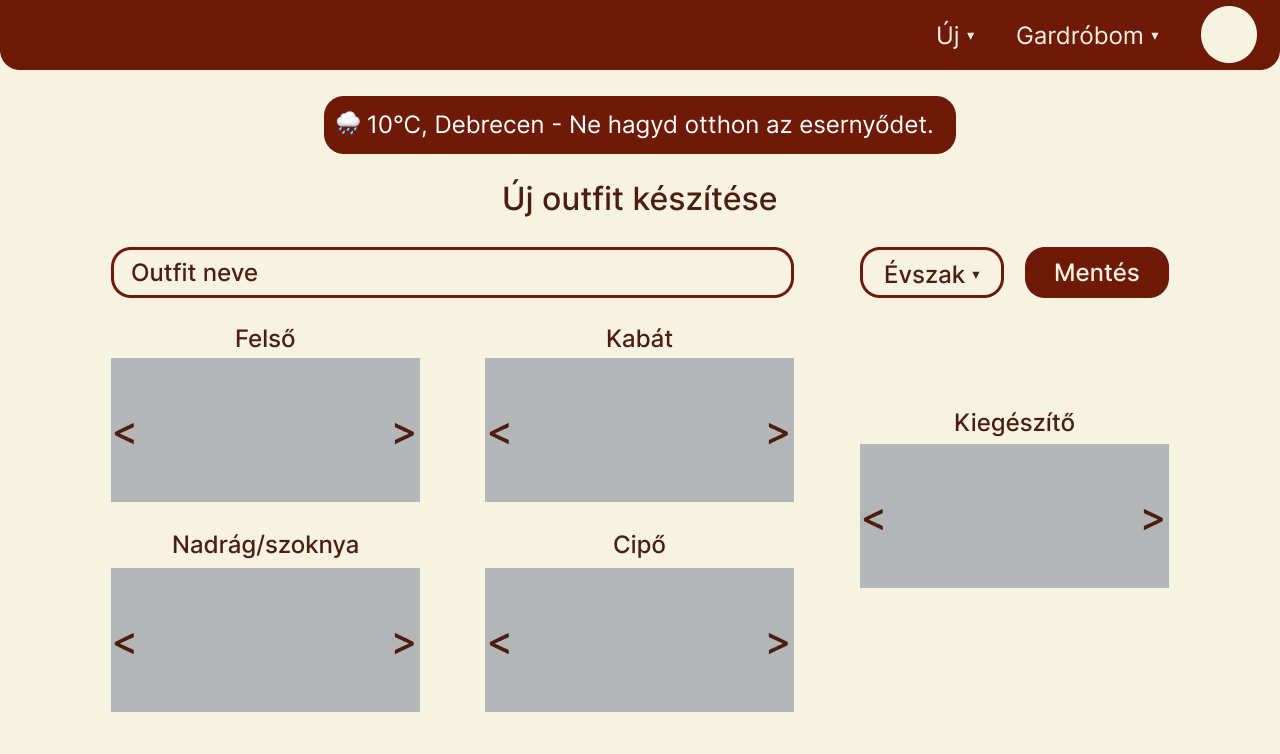 Új ▾ Gardróbom ▾
🌧️ 10°C, Debrecen - Ne hagyd otthon az esernyődet.
Új outfit készítése
Outfit neve
Évszak ▾
Mentés
Felső
< >
Kabát
< >
Kiegészítő
< >
Nadrág/szoknya
< >
Cipő
< >